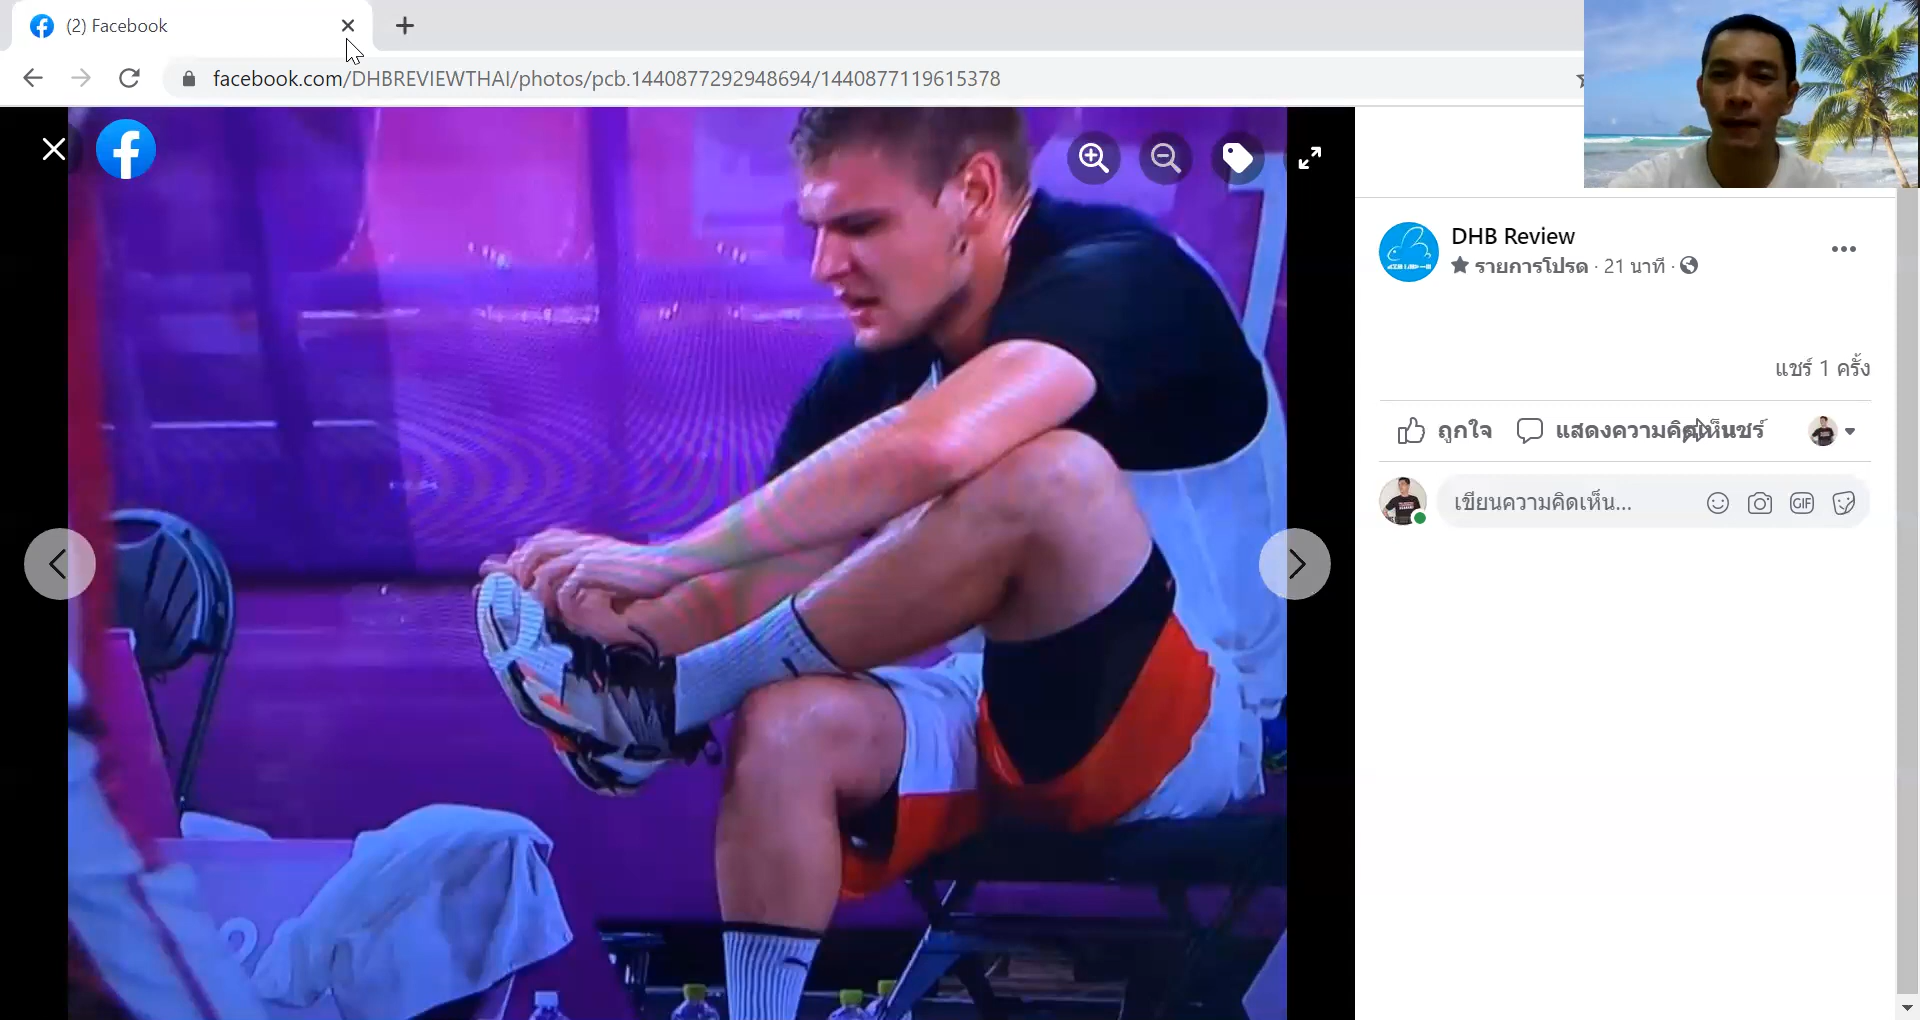 (2) Facebook
facebook.com/DHBREVIEWTHAI/photos/pcb.1440877292948694/1440877119615378
DHB Review
รายการโปรด · 21 นาที ·
แชร์ 1 ครั้ง
ถูกใจ
แสดงความคิดเห็น
แชร์
เขียนความคิดเห็น...
GIF